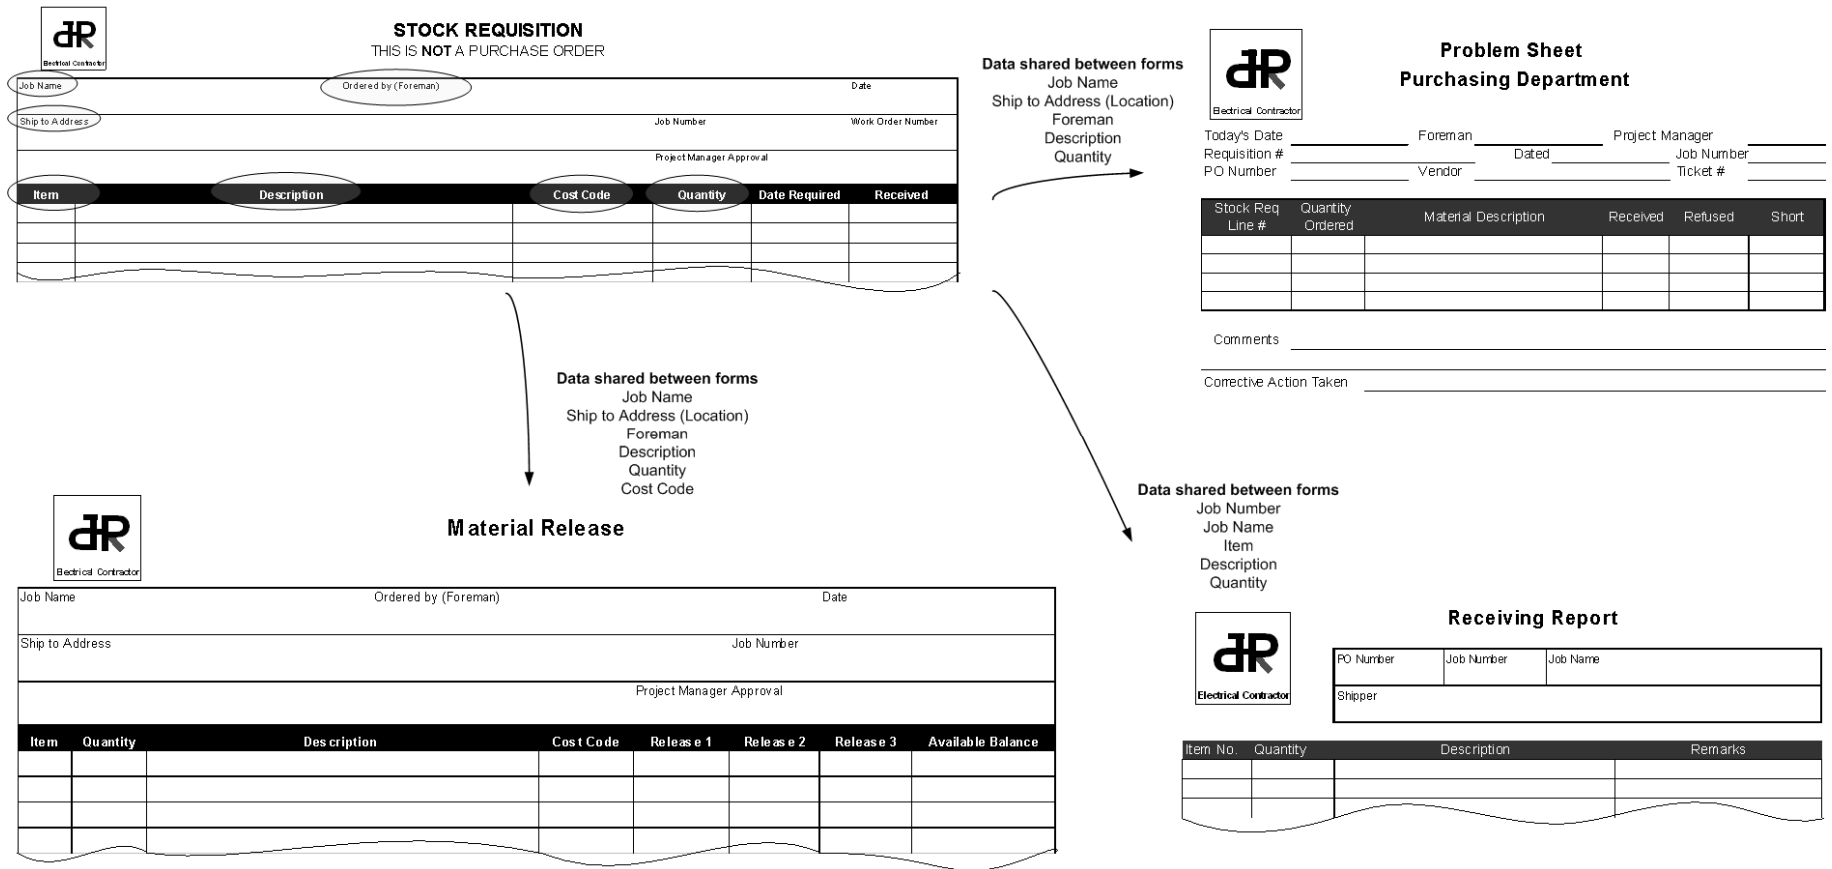 JR
Electrical Contractor
STOCK REQUISITION
THIS IS NOT A PURCHASE ORDER
Job Name
Ordered by (Foreman)
Date
Ship to Address
Job Number
Work Order Number
Project Manager Approval
Item Description Cost Code Quantity Date Required Received
Data shared between forms
Job Name
Ship to Address (Location)
Foreman
Description
Quantity
JR
Electrical Contractor
Problem Sheet
Purchasing Department
Today's Date Foreman Project Manager
Requisition # Dated Job Number
PO Number Vendor Ticket #
Stock Req Line # Quantity Ordered Material Description Received Refused Short
Comments
Corrective Action Taken
Data shared between forms
Job Name
Ship to Address (Location)
Foreman
Description
Quantity
Cost Code
JR
Electrical Contractor
Material Release
Job Name Ordered by (Foreman) Date
Ship to Address Job Number
Project Manager Approval
Item Quantity Description Cost Code Release 1 Release 2 Release 3 Available Balance
Data shared between forms
Job Number
Job Name
Item
Description
Quantity
JR
Electrical Contractor
Receiving Report
PO Number Job Number Job Name
Shipper
Item No. Quantity Description Remarks